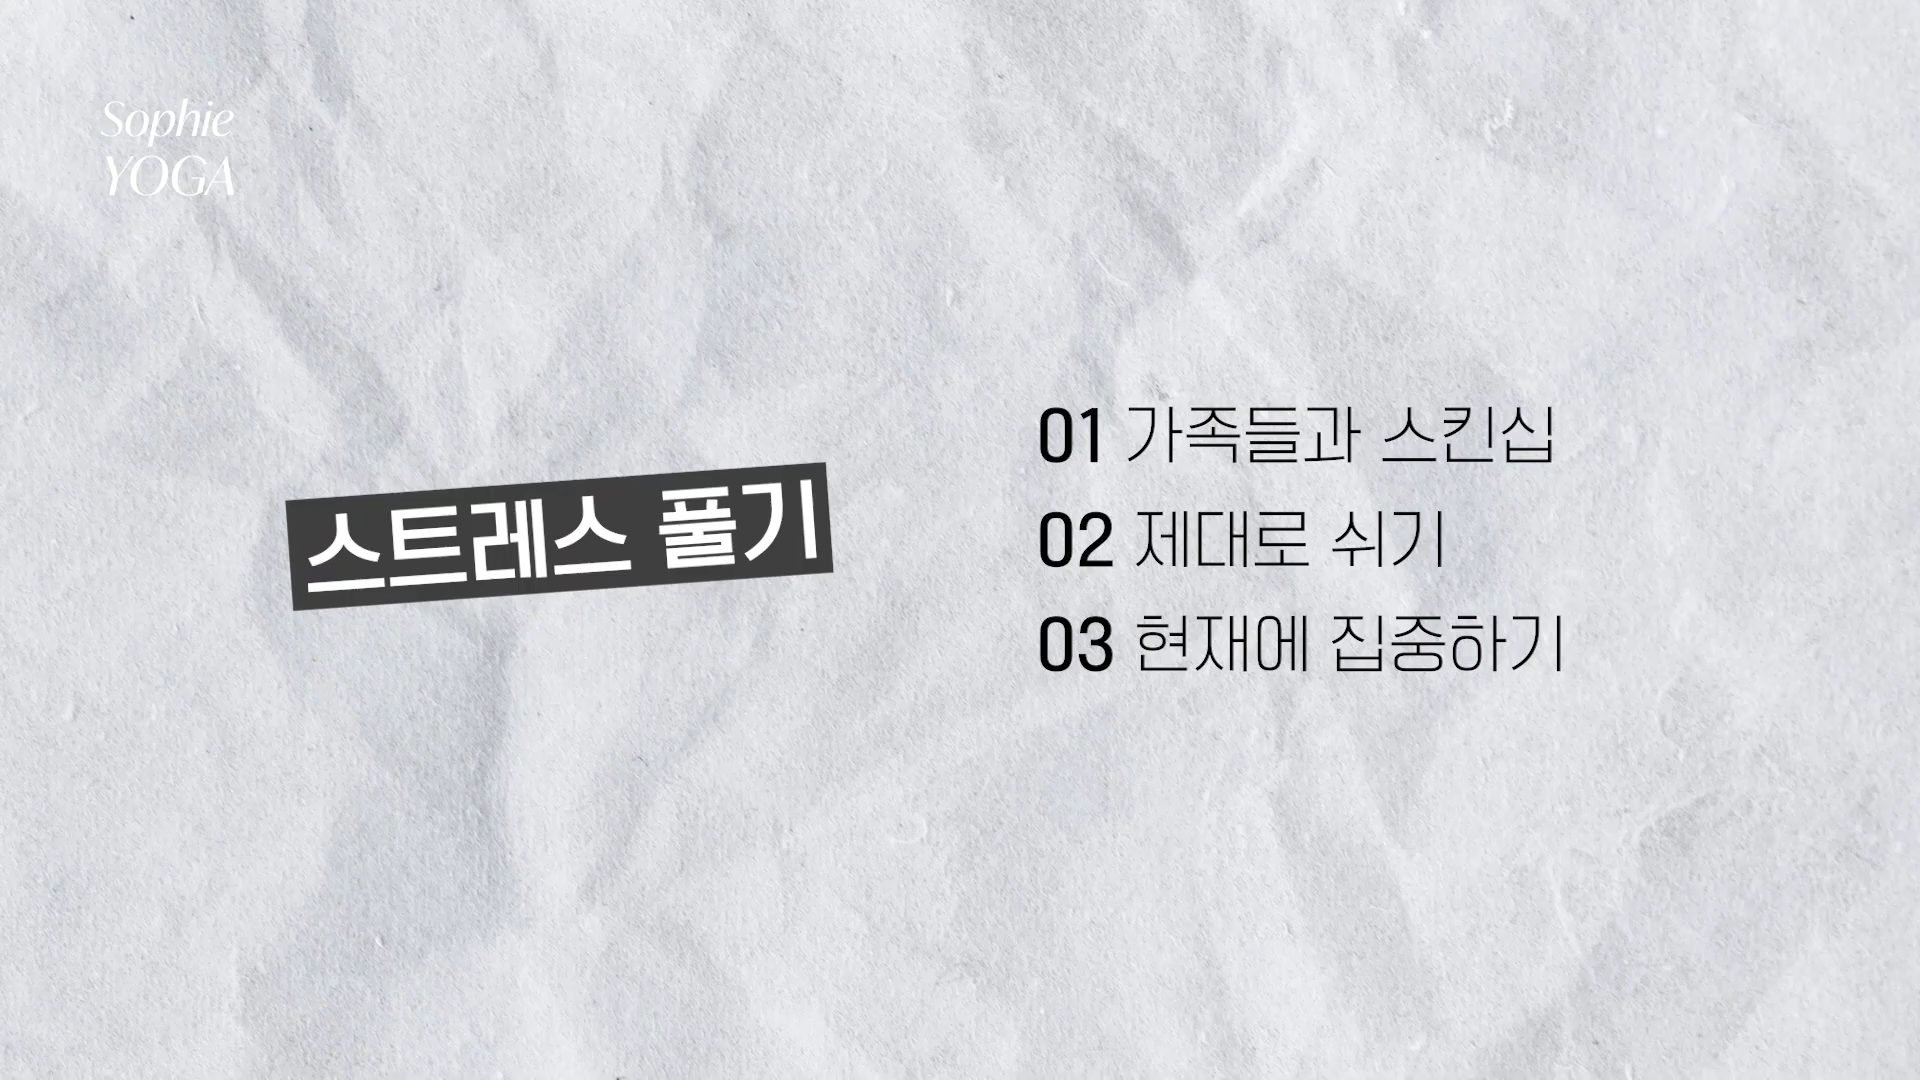 Sophie
YOGA
스트레스 풀기
01 가족들과 스킨십
02 제대로 쉬기
03 현재에 집중하기